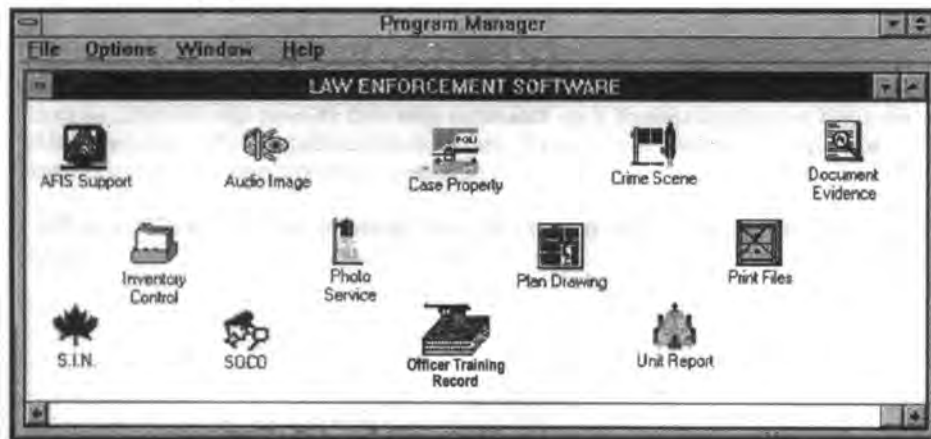 Program Manager
File Options Window Help
LAW ENFORCEMENT SOFTWARE
AFIS Support
Audio Image
Case Property
Crime Scene
Document
Evidence
Inventory
Control
Photo
Service
Plan Drawing
Print Files
S.I.N.
SOCO
Officer Training
Record
Unit Report